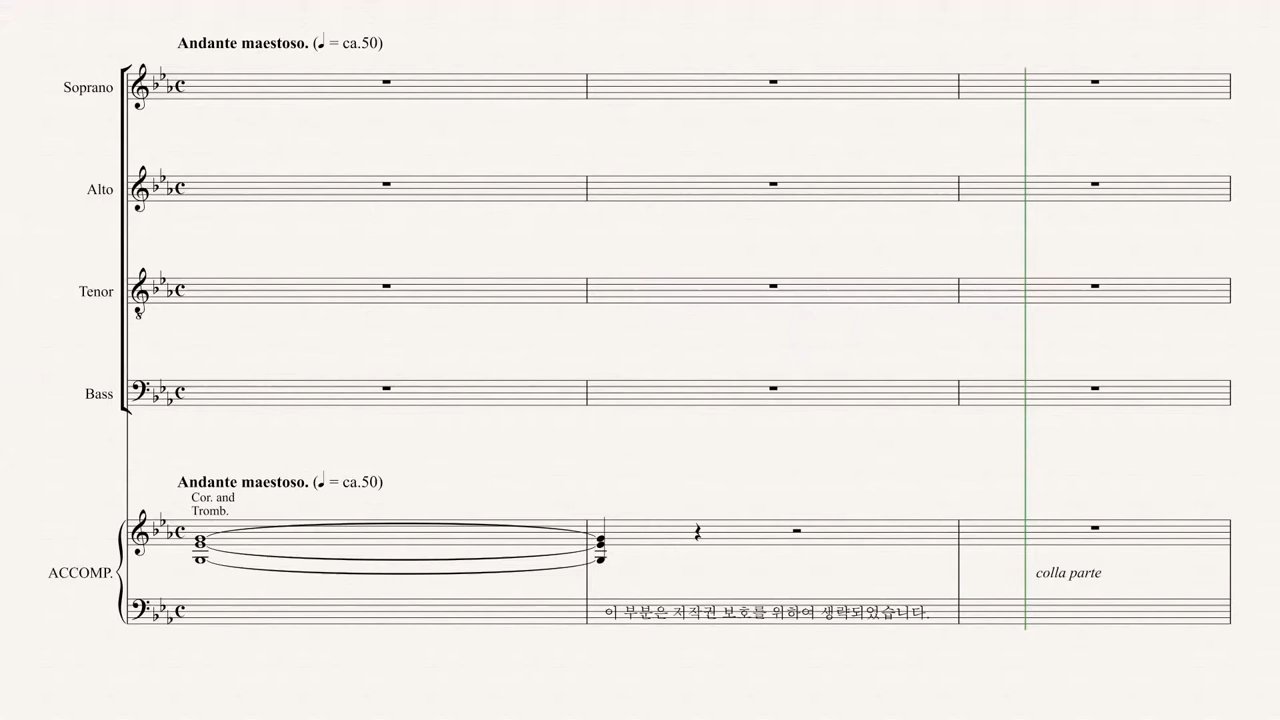 Andante maestoso. (♩ = ca.50)
Soprano
Alto
Tenor
Bass
Andante maestoso. (♩ = ca.50)
Cor. and
Tromb.
ACCOMP.
colla parte
이 부분은 저작권 보호를 위하여 생략되었습니다.